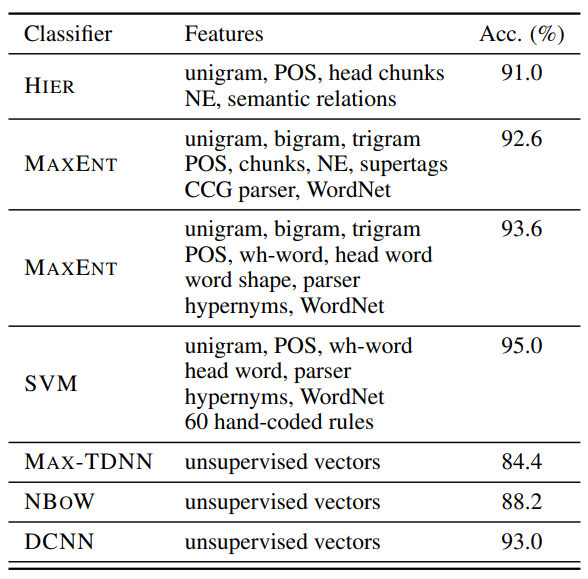 Classifier Features Acc. (%)
HIER unigram, POS, head chunks 91.0
NE, semantic relations
unigram, bigram, trigram 92.6
MAXENT POS, chunks, NE, supertags
CCG parser, WordNet
unigram, bigram, trigram 93.6
MAXENT POS, wh-word, head word
word shape, parser
hypernyms, WordNet
unigram, POS, wh-word 95.0
SVM head word, parser
hypernyms, WordNet
60 hand-coded rules
MAX-TDNN unsupervised vectors 84.4
NBOW unsupervised vectors 88.2
DCNN unsupervised vectors 93.0